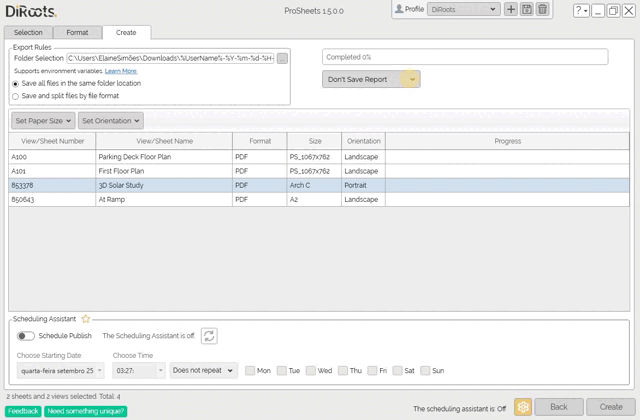 DiRoots.
ProSheets 1.5.0.0
Profile
DiRoots
?
Selection
Format
Create
Export Rules
Folder Selection
C:\Users\ElaineSimões\Downloads\%UserName%-%Y-%m-%d-%H-
...
Supports environment variables. Learn More.
Save all files in the same folder location
Save and split files by file format
Completed 0%
Don't Save Report
Set Paper Size
Set Orientation
View/Sheet Number View/Sheet Name Format Size Orientation Progress
A100 Parking Deck Floor Plan PDF PS_1067x762 Landscape
A101 First Floor Plan PDF PS_1067x762 Landscape
853378 3D Solar Study PDF Arch C Portrait
850643 At Ramp PDF A2 Landscape
Scheduling Assistant
Schedule Publish
The Scheduling Assistant is off.
Choose Starting Date
Choose Time
quarta-feira setembro 25
03:27:
Does not repeat
Mon Tue Wed Thu Fri Sat Sun
2 sheets and 2 views selected. Total: 4
Feedback
Need something unique?
The scheduling assistant is: Off
Back
Create